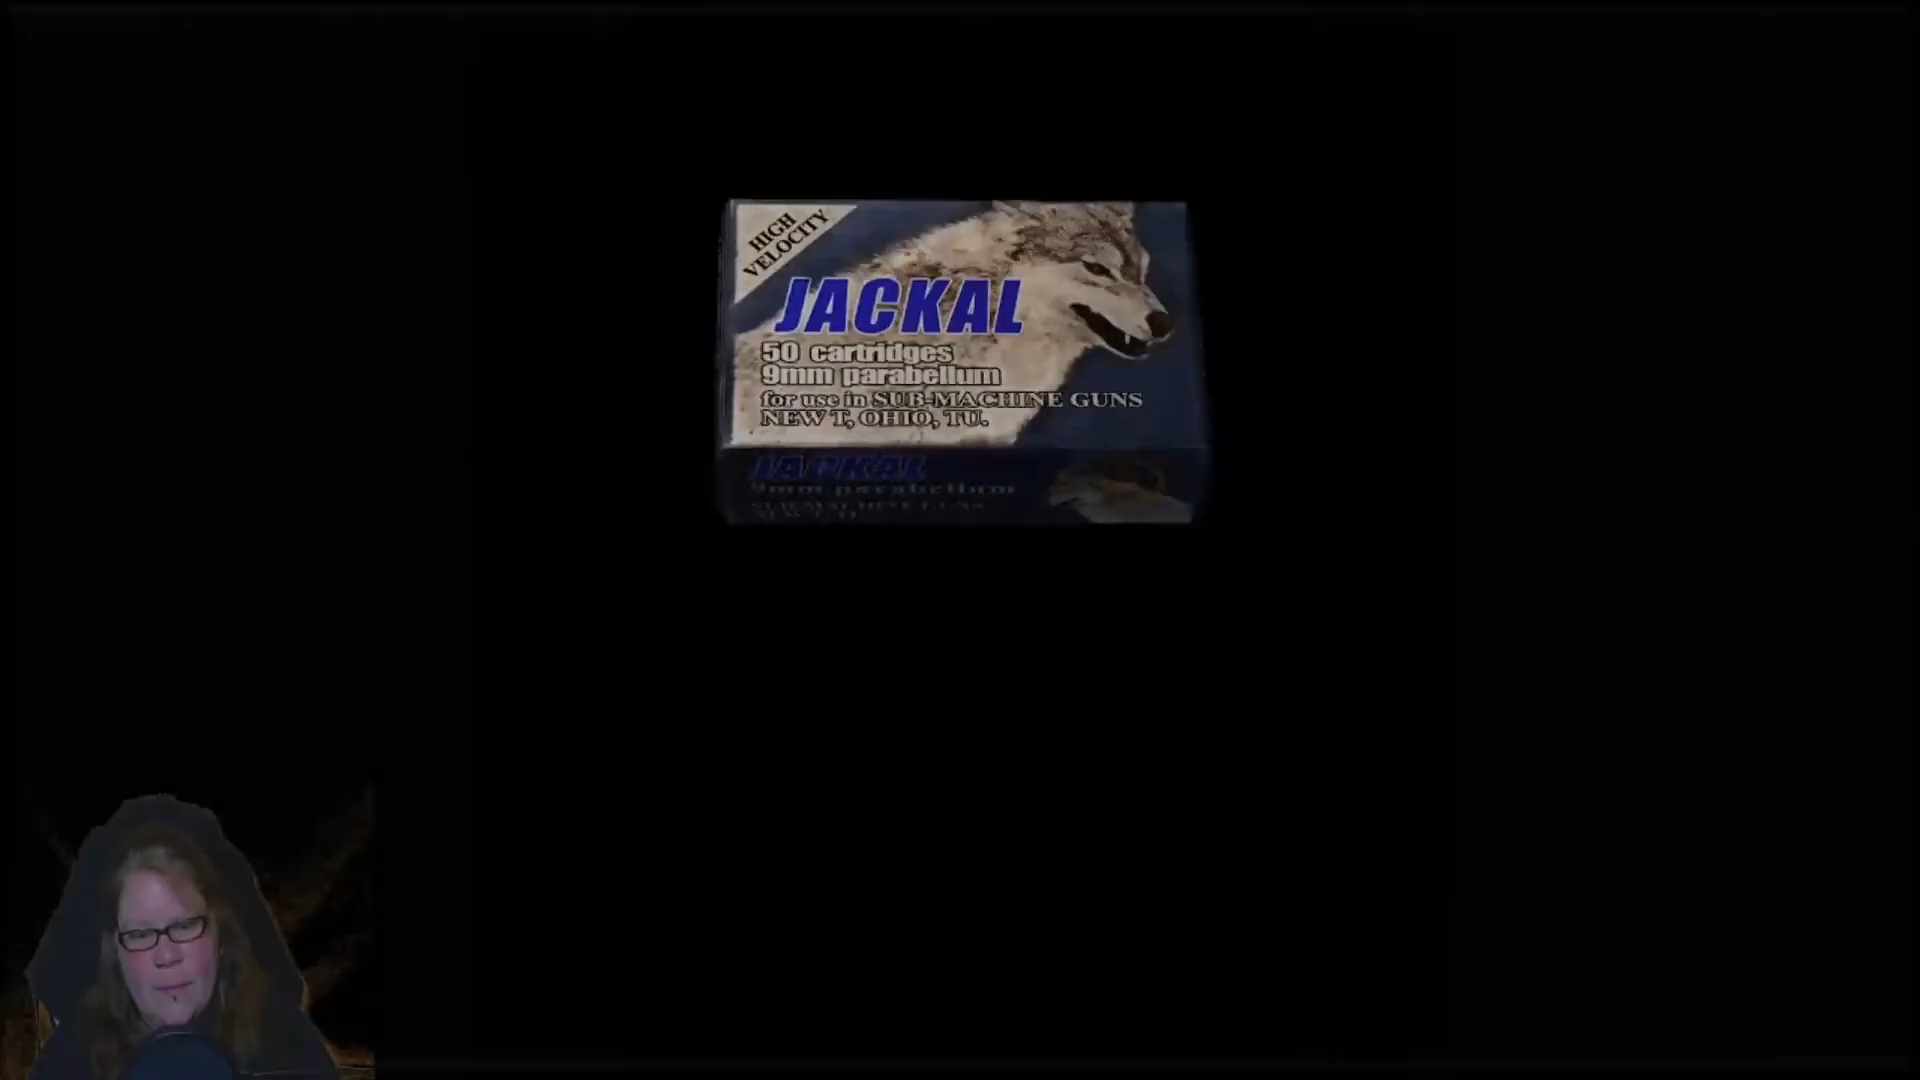 HIGH
VELOCITY
JACKAL
50 cartridges
9mm parabellum
for use in SUB-MACHINE GUNS
NEW T, OHIO, TU.
JACKAL
9mm parabellum